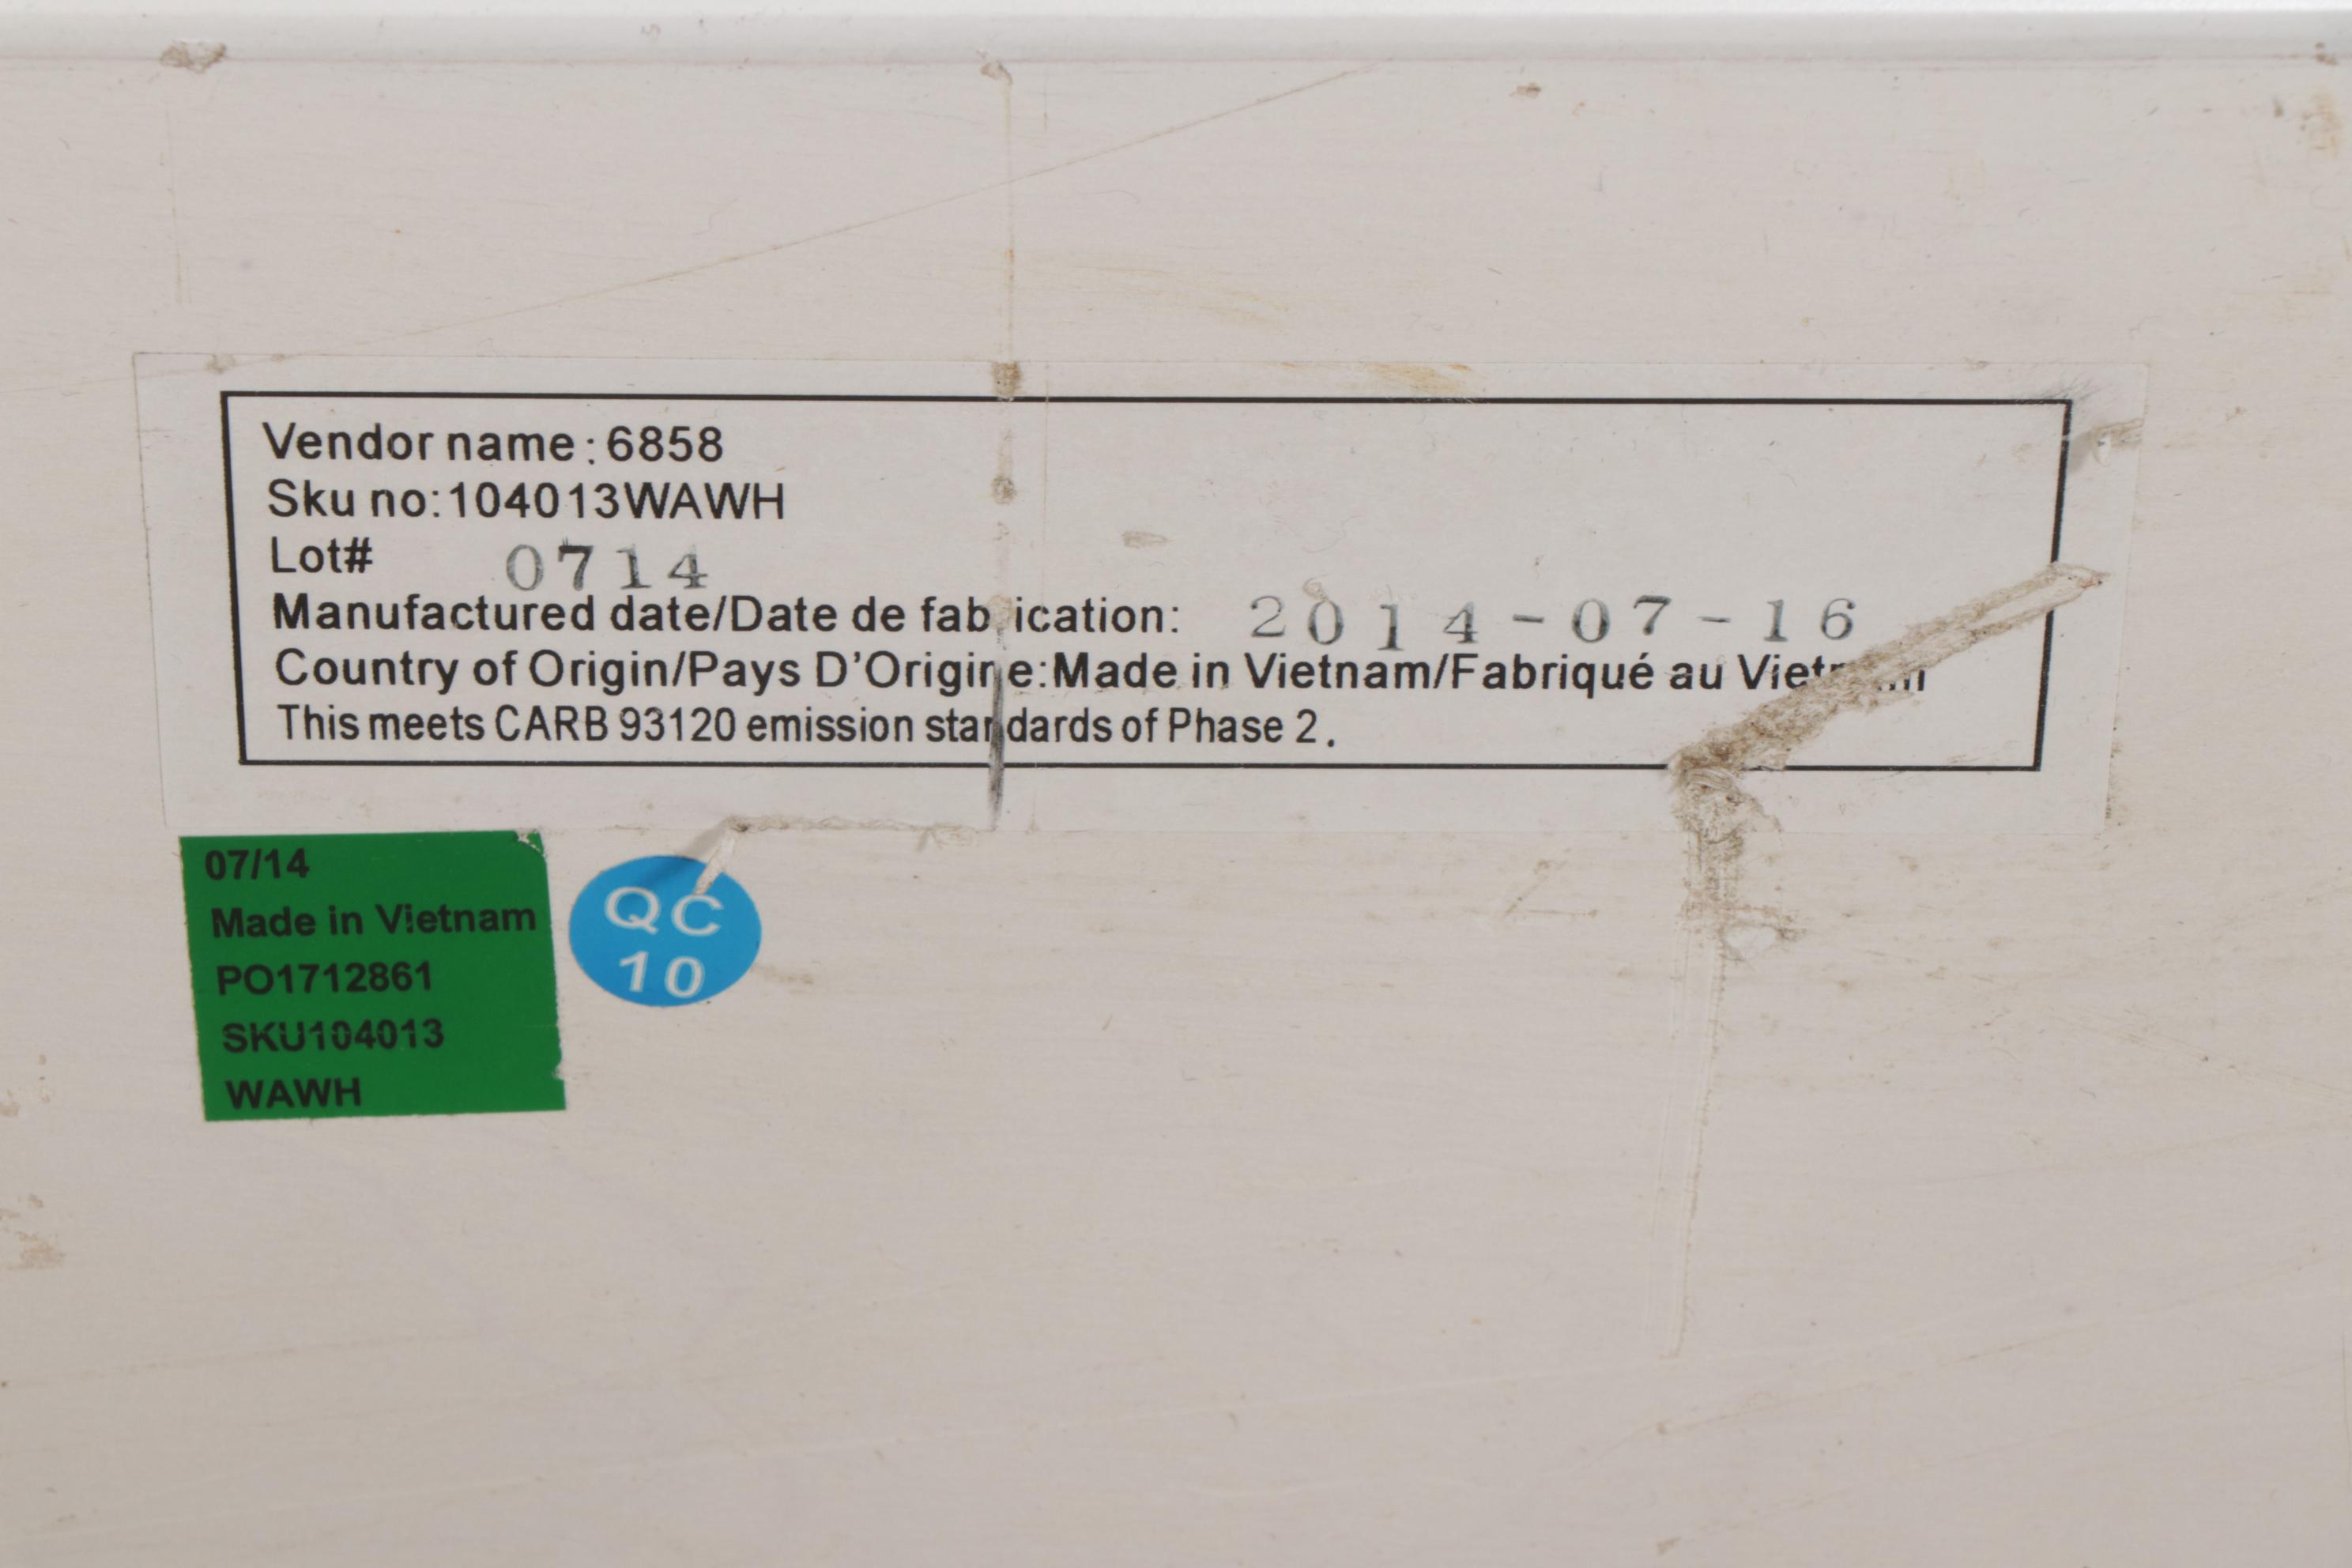 Vendor name:6858
Sku no:104013WAWH
Lot# 0714
Manufactured date/Date de fabrication: 2014-07-16
Country of Origin/Pays D'Origine:Made in Vietnam/Fabriqué au Vietnam
This meets CARB 93120 emission standards of Phase 2.
07/14
Made in Vietnam
PO1712861
SKU104013
WAWH
QC
10